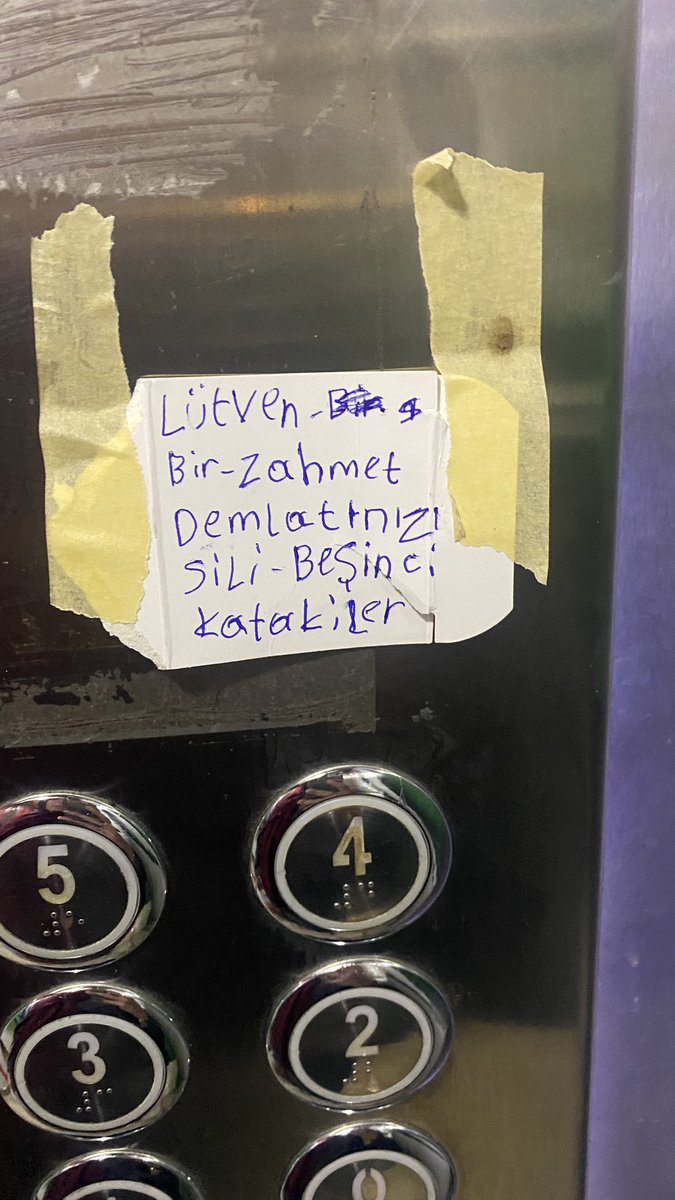 Lütven-
Bir-zahmet
Demlatınızı
Sili-Beşinci
katakiler
5
4
3
2